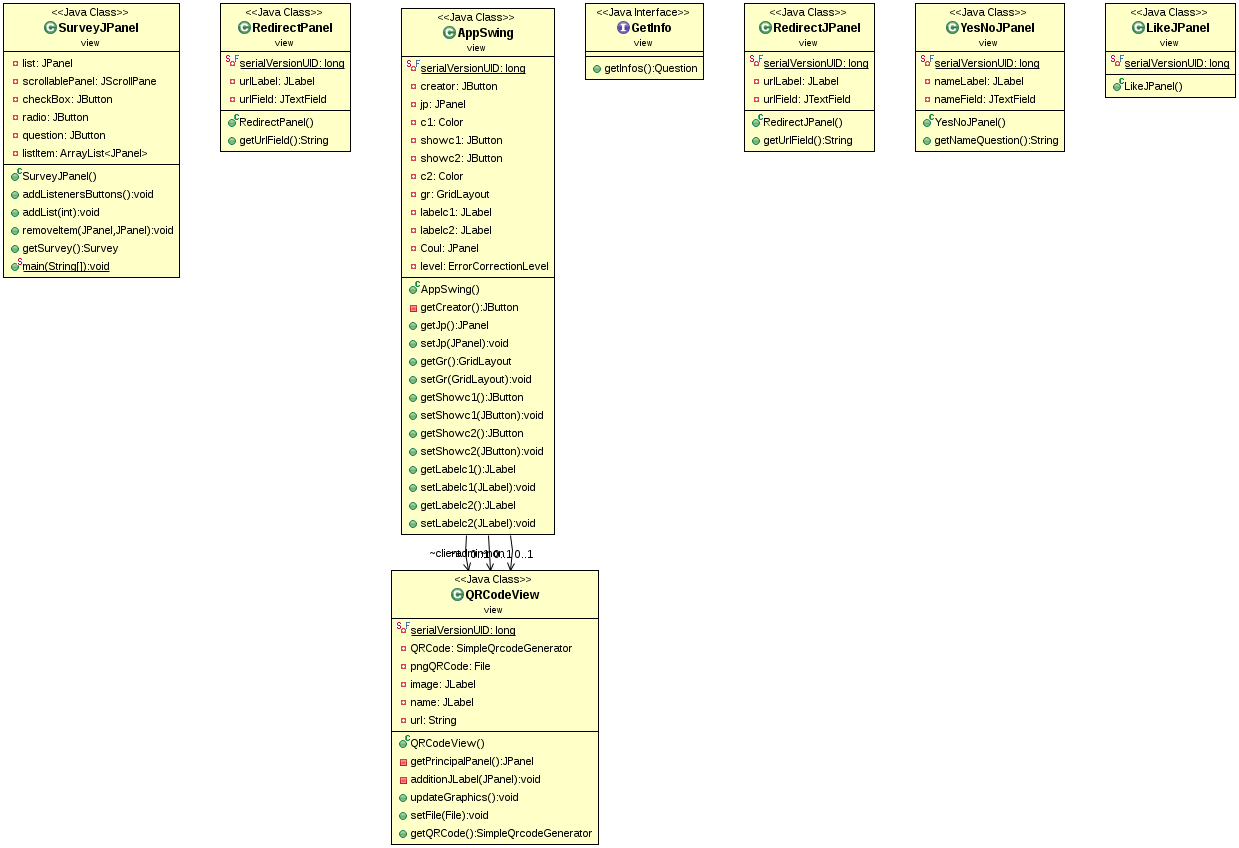 <<Java Class>>
SurveyJPanel
view
list: JPanel
scrollablePanel: JScrollPane
checkBox: JButton
radio: JButton
question: JButton
listItem: ArrayList<JPanel>
SurveyJPanel()
addListenersButtons():void
addList(int):void
removeItem(JPanel,JPanel):void
getSurvey():Survey
main(String[]):void
<<Java Class>>
RedirectPanel
view
serialVersionUID: long
urlLabel: JLabel
urlField: JTextField
RedirectPanel()
getUrlField():String
<<Java Class>>
AppSwing
view
serialVersionUID: long
creator: JButton
jp: JPanel
c1: Color
showc1: JButton
showc2: JButton
c2: Color
gr: GridLayout
labelc1: JLabel
labelc2: JLabel
Coul: JPanel
level: ErrorCorrectionLevel
AppSwing()
getCreator():JButton
getJp():JPanel
setJp(JPanel):void
getGr():GridLayout
setGr(GridLayout):void
getShowc1():JButton
setShowc1(JButton):void
getShowc2():JButton
setShowc2(JButton):void
getLabelc1():JLabel
setLabelc1(JLabel):void
getLabelc2():JLabel
setLabelc2(JLabel):void
<<Java Interface>>
GetInfo
view
getInfos():Question
<<Java Class>>
RedirectJPanel
view
serialVersionUID: long
urlLabel: JLabel
urlField: JTextField
RedirectJPanel()
getUrlField():String
<<Java Class>>
YesNoJPanel
view
serialVersionUID: long
nameLabel: JLabel
nameField: JTextField
YesNoJPanel()
getNameQuestion():String
<<Java Class>>
LikeJPanel
view
serialVersionUID: long
LikeJPanel()
0..1 0..1 0..1
<<Java Class>>
QRCodeView
view
serialVersionUID: long
QRCode: SimpleQrcodeGenerator
pngQRCode: File
image: JLabel
name: JLabel
url: String
QRCodeView()
getPrincipalPanel():JPanel
additionJLabel(JPanel):void
updateGraphics():void
setFile(File):void
getQRCode():SimpleQrcodeGenerator